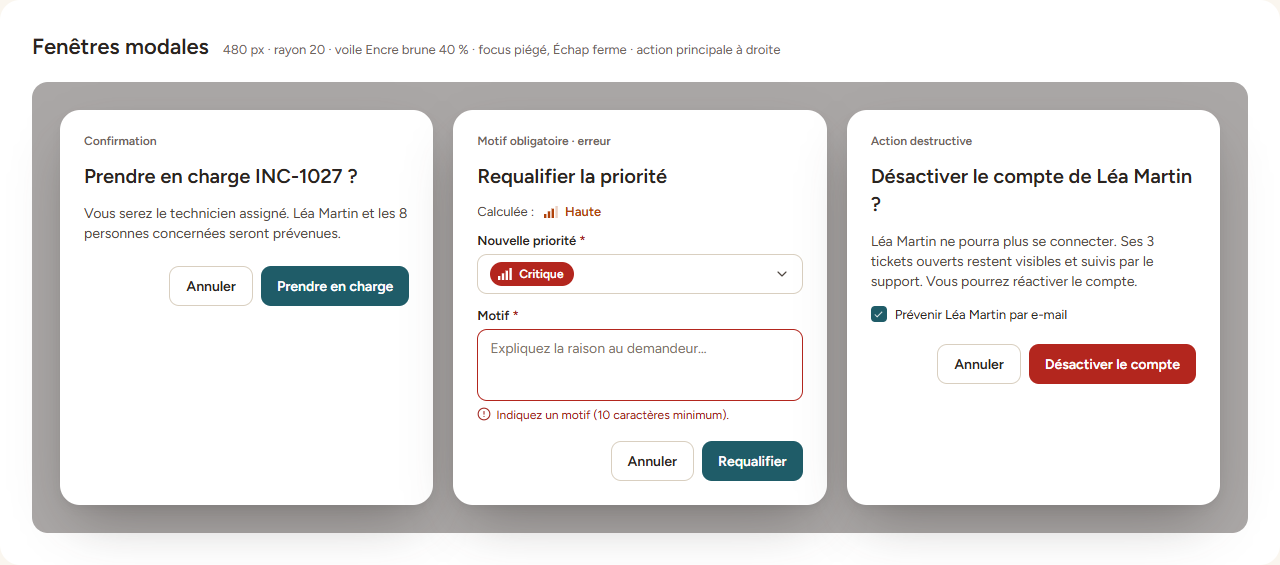 Fenêtres modales
480 px · rayon 20 · voile Encre brune 40 % · focus piégé, Échap ferme · action principale à droite
Confirmation
Prendre en charge INC-1027 ?
Vous serez le technicien assigné. Léa Martin et les 8
personnes concernées seront prévenues.
Annuler
Prendre en charge
Motif obligatoire · erreur
Requalifier la priorité
Calculée : Haute
Nouvelle priorité *
Critique
Motif *
Expliquez la raison au demandeur...
Indiquez un motif (10 caractères minimum).
Annuler
Requalifier
Action destructive
Désactiver le compte de Léa Martin
?
Léa Martin ne pourra plus se connecter. Ses 3
tickets ouverts restent visibles et suivis par le
support. Vous pourrez réactiver le compte.
Prévenir Léa Martin par e-mail
Annuler
Désactiver le compte